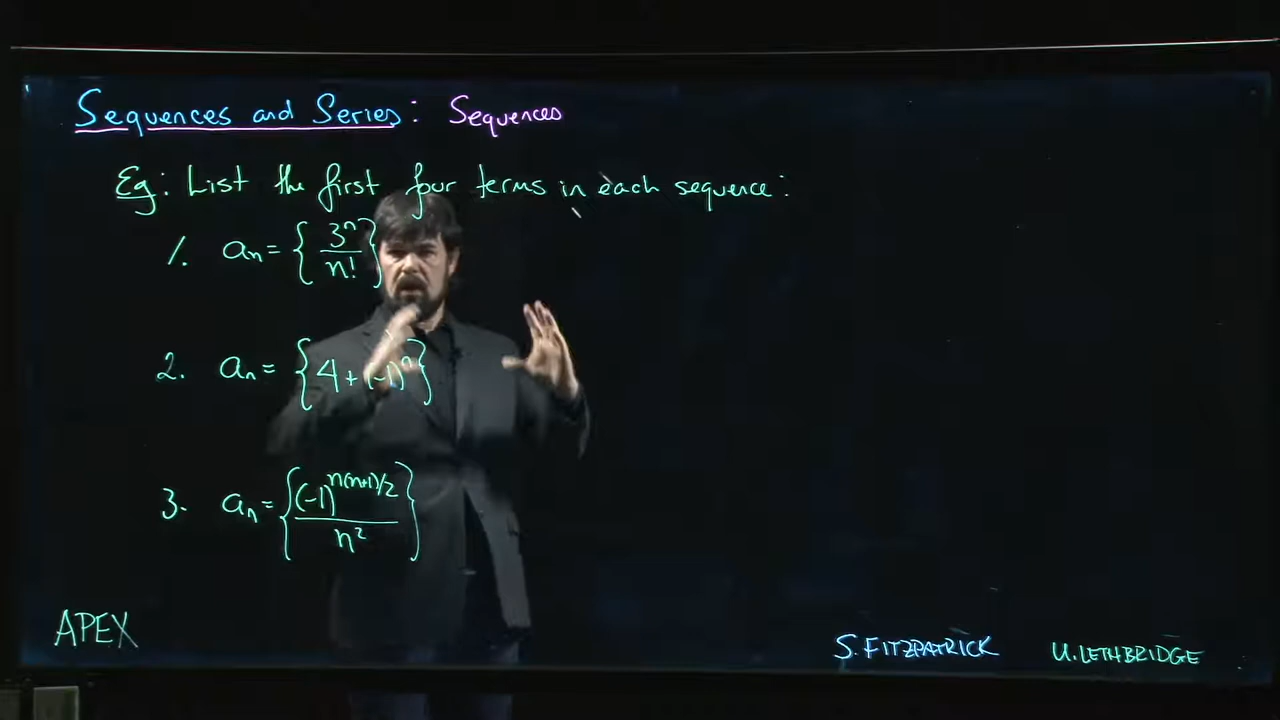 Sequences and Series: Sequences
Eg: List the first four terms in each sequence:
1. aₙ = { 3ⁿ / n! }
2. aₙ = { 4 + (-1)ⁿ }
3. aₙ = { (-1)^(n(n+1)/2) / n² }
APEX
S. FITZPATRICK
U. LETHBRIDGE